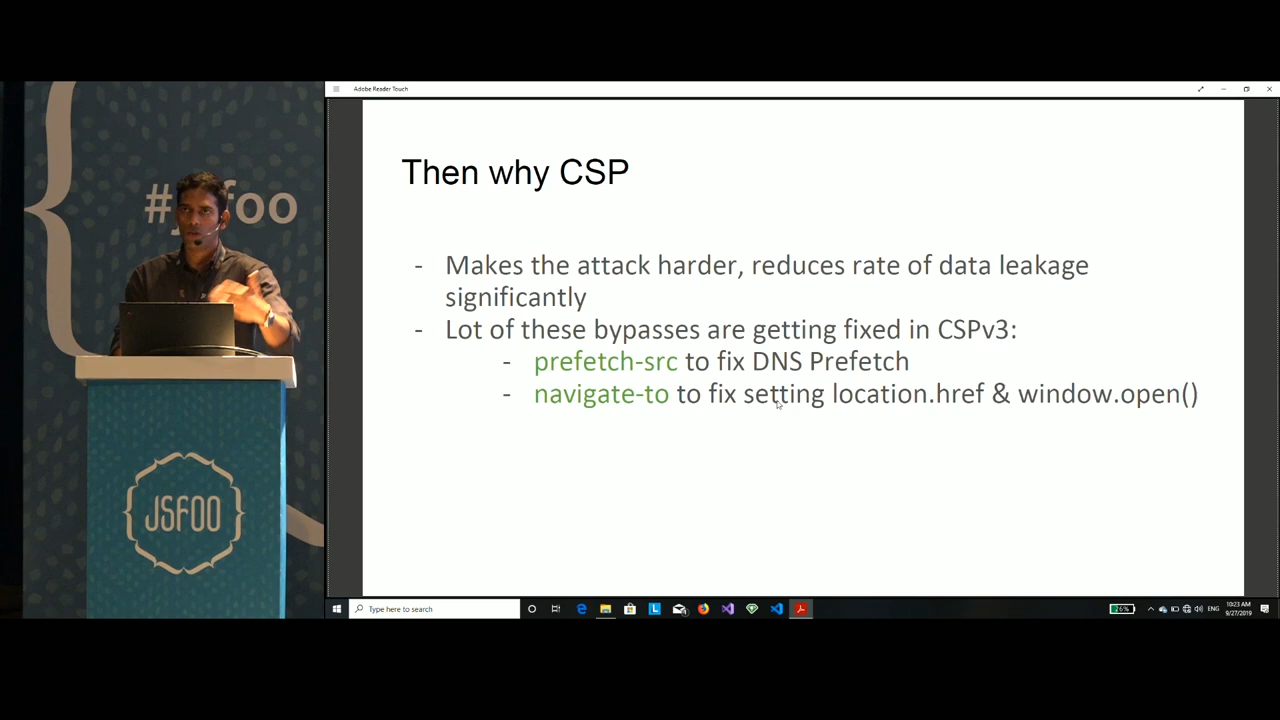 Adobe Reader Touch
#jsfoo
Then why CSP
- Makes the attack harder, reduces rate of data leakage
significantly
- Lot of these bypasses are getting fixed in CSPv3:
- prefetch-src to fix DNS Prefetch
- navigate-to to fix setting location.href & window.open()
JSFOO
Type here to search
ENG
10:23 AM
9/27/2019